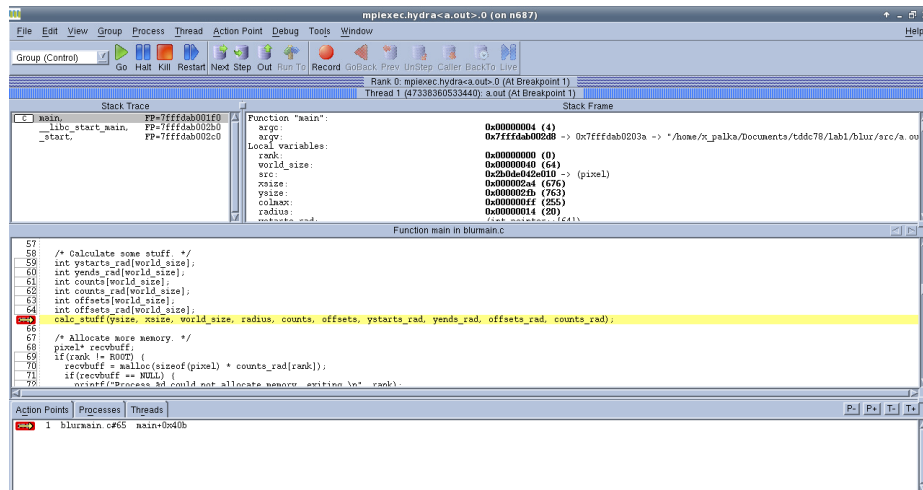 mpiexec.hydra<a.out>.0 (on n687)
File Edit View Group Process Thread Action Point Debug Tools Window Help
Group (Control)
Go Halt Kill Restart Next Step Out Run To Record GoBack Prev UnStep Caller BackTo Live
Rank 0: mpiexec.hydra<a.out>.0 (At Breakpoint 1)
Thread 1 (47338360533440): a.out (At Breakpoint 1)
Stack Trace
C main, FP=7fffdab001f0
__libc_start_main, FP=7fffdab002b0
_start, FP=7fffdab002c0
Stack Frame
Function "main":
argc: 0x00000004 (4)
argv: 0x7fffdab002d8 -> 0x7fffdab0203a -> "/home/x_palka/Documents/tddc78/lab1/blur/src/a.ou
Local variables:
rank: 0x00000000 (0)
world_size: 0x00000040 (64)
src: 0x2b0de042e010 -> (pixel)
xsize: 0x000002a4 (676)
ysize: 0x000002fb (763)
colmax: 0x000000ff (255)
radius: 0x00000014 (20)
Function main in blurmain.c
57
58 /* Calculate some stuff. */
59 int ystarts_rad[world_size];
60 int yends_rad[world_size];
61 int counts[world_size];
62 int counts_rad[world_size];
63 int offsets[world_size];
64 int offsets_rad[world_size];
calc_stuff(ysize, xsize, world_size, radius, counts, offsets, ystarts_rad, yends_rad, offsets_rad, counts_rad);
66
67 /* Allocate more memory. */
68 pixel* recvbuff;
69 if(rank != ROOT) {
70 recvbuff = malloc(sizeof(pixel) * counts_rad[rank]);
71 if(recvbuff == NULL) {
72 printf("Process %d could not allocate memory, exiting.\n", rank);
Action Points Processes Threads P- P+ T- T+
1 blurmain.c#65 main+0x40b